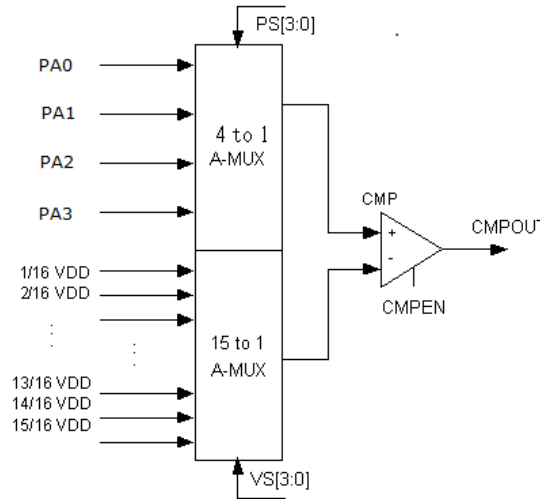 PS[3:0]
PA0
PA1
PA2
PA3
4 to 1
A-MUX
CMP
+
-
CMPOUT
CMPEN
1/16 VDD
2/16 VDD
15 to 1
A-MUX
13/16 VDD
14/16 VDD
15/16 VDD
VS[3:0]